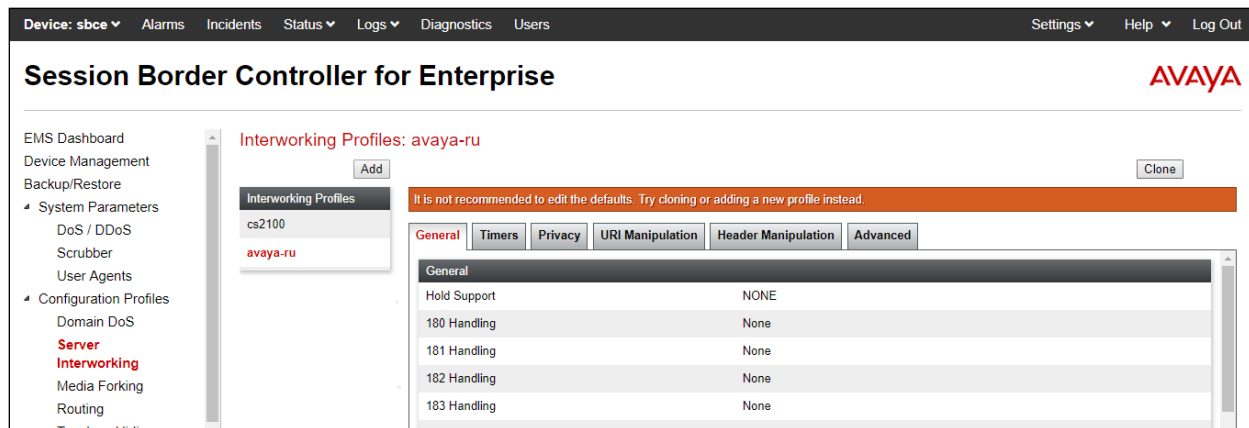 Device: sbce Alarms Incidents Status Logs Diagnostics Users Settings Help Log Out
Session Border Controller for Enterprise
AVAYA
EMS Dashboard
Device Management
Backup/Restore
System Parameters
DoS / DDoS
Scrubber
User Agents
Configuration Profiles
Domain DoS
Server
Interworking
Media Forking
Routing
Interworking Profiles: avaya-ru
Add
Clone
Interworking Profiles
cs2100
avaya-ru
It is not recommended to edit the defaults. Try cloning or adding a new profile instead.
General Timers Privacy URI Manipulation Header Manipulation Advanced
General
Hold Support NONE
180 Handling None
181 Handling None
182 Handling None
183 Handling None